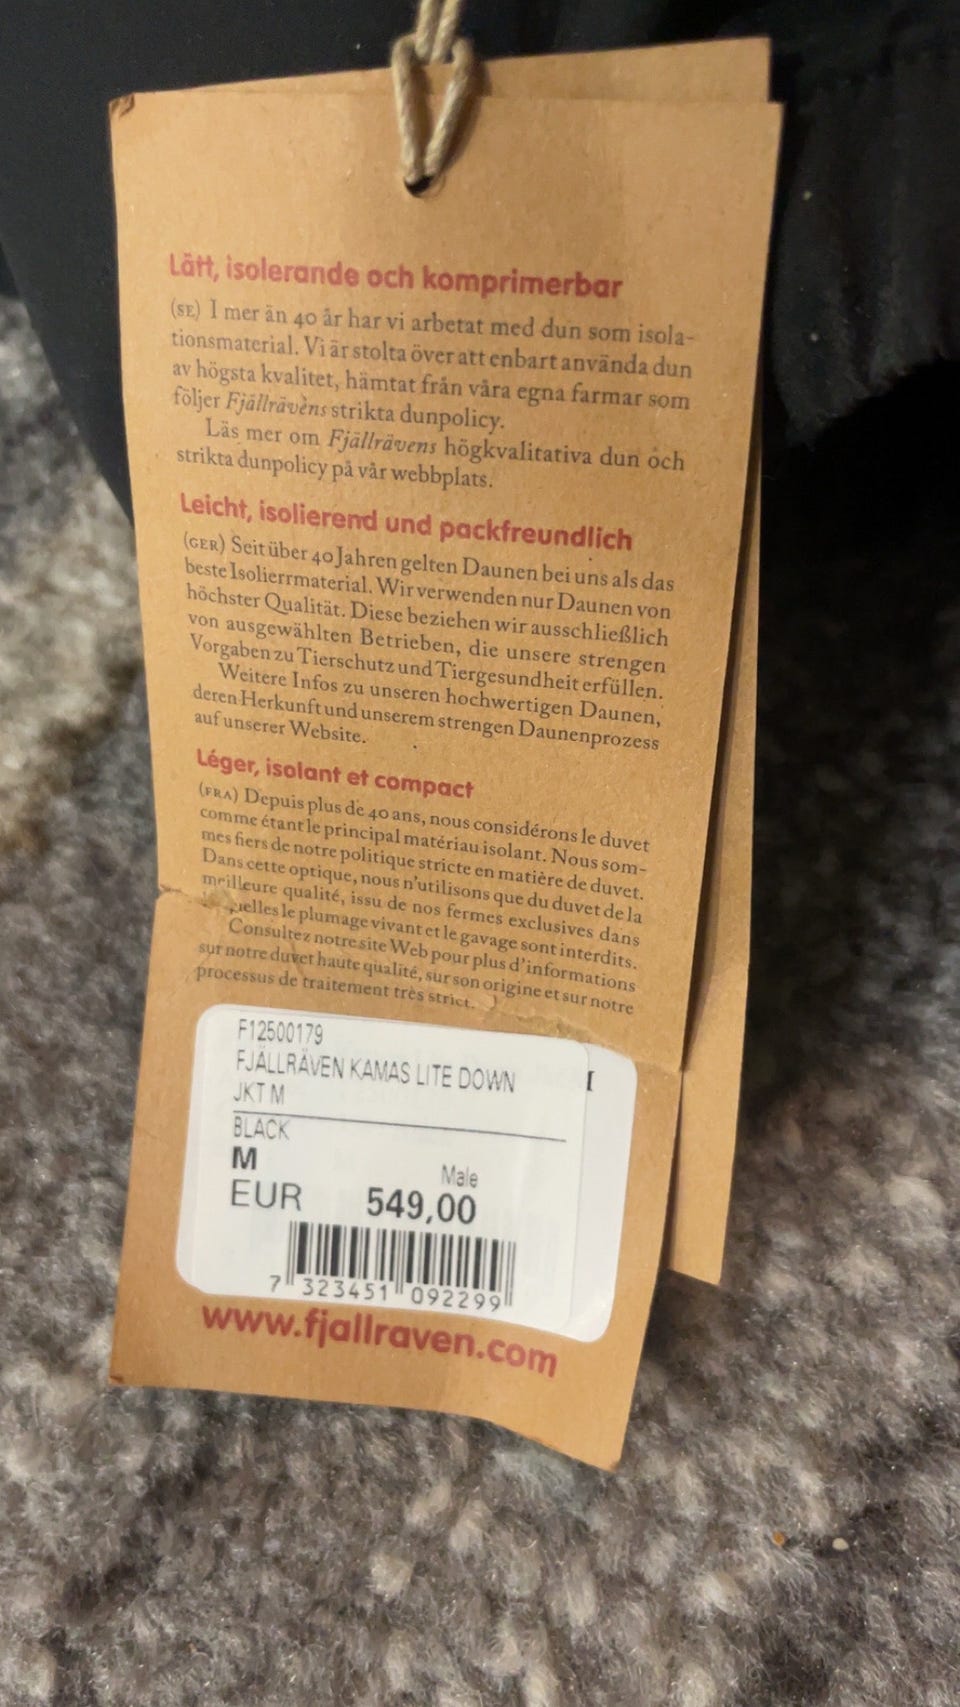 Lätt, isolerande och komprimerbar
(SE) I mer än 40 år har vi arbetat med dun som isola-
tionsmaterial. Vi är stolta över att enbart använda dun
av högsta kvalitet, hämtat från våra egna farmar som
följer Fjällrävens strikta dunpolicy.
Läs mer om Fjällrävens högkvalitativa dun och
strikta dunpolicy på vår webbplats.
Leicht, isolierend und packfreundlich
(GER) Seit über 40 Jahren gelten Daunen bei uns als das
beste Isolierrmaterial. Wir verwenden nur Daunen von
höchster Qualität. Diese beziehen wir ausschließlich
von ausgewählten Betrieben, die unsere strengen
Vorgaben zu Tierschutz und Tiergesundheit erfüllen.
Weitere Infos zu unseren hochwertigen Daunen,
deren Herkunft und unserem strengen Daunenprozess
auf unserer Website.
Léger, isolant et compact
(FRA) Depuis plus de 40 ans, nous considérons le duvet
comme étant le principal matériau isolant. Nous som-
mes fiers de notre politique stricte en matière de duvet.
Dans cette optique, nous n'utilisons que du duvet de la
meilleure qualité, issu de nos fermes exclusives dans
le plumage vivant et le gavage sont interdits.
Consultez notre site Web pour plus d'informations
sur notre duvet haute qualité, sur son origine et sur notre
processus de traitement très strict.
F12500179
FJÄLLRÄVEN KAMAS LITE DOWN
JKT M
BLACK
M Male
EUR 549,00
7 323451 092299
www.fjallraven.com